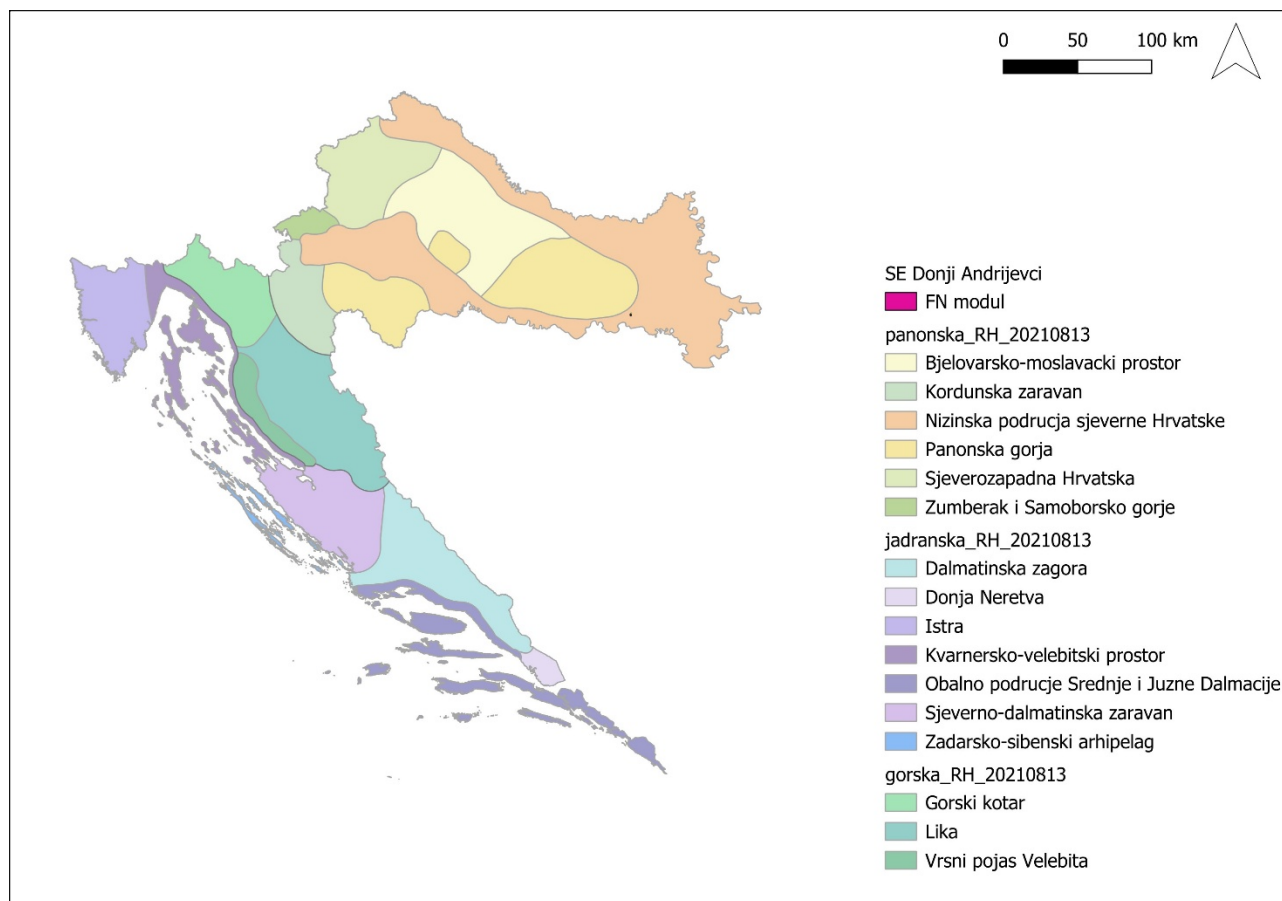 0 50 100 km
SE Donji Andrijevci
FN modul
panonska_RH_20210813
Bjelovarsko-moslavacki prostor
Kordunska zaravan
Nizinska podrucja sjeverne Hrvatske
Panonska gorja
Sjeverozapadna Hrvatska
Zumberak i Samoborsko gorje
jadranska_RH_20210813
Dalmatinska zagora
Donja Neretva
Istra
Kvarnersko-velebitski prostor
Obalno podrucje Srednje i Juzne Dalmacije
Sjeverno-dalmatinska zaravan
Zadarsko-sibenski arhipelag
gorska_RH_20210813
Gorski kotar
Lika
Vrsni pojas Velebita